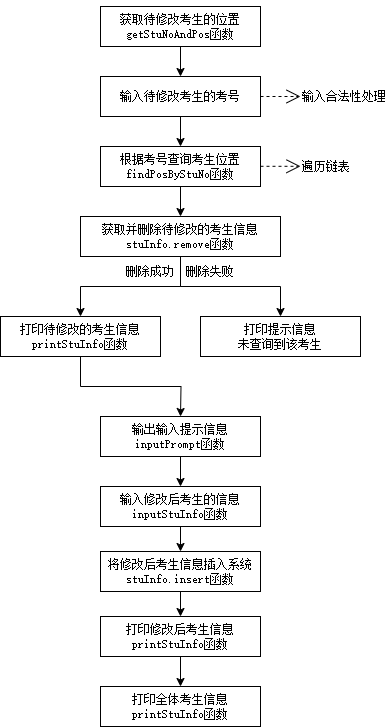 获取待修改考生的位置
getStuNoAndPos函数
输入待修改考生的考号
输入合法性处理
根据考号查询考生位置
findPosByStuNo函数
遍历链表
获取并删除待修改的考生信息
stuInfo.remove函数
删除成功
删除失败
打印待修改的考生信息
printStuInfo函数
打印提示信息
未查询到该考生
输出输入提示信息
inputPrompt函数
输入修改后考生的信息
inputStuInfo函数
将修改后考生信息插入系统
stuInfo.insert函数
打印修改后考生信息
printStuInfo函数
打印全体考生信息
printStuInfo函数